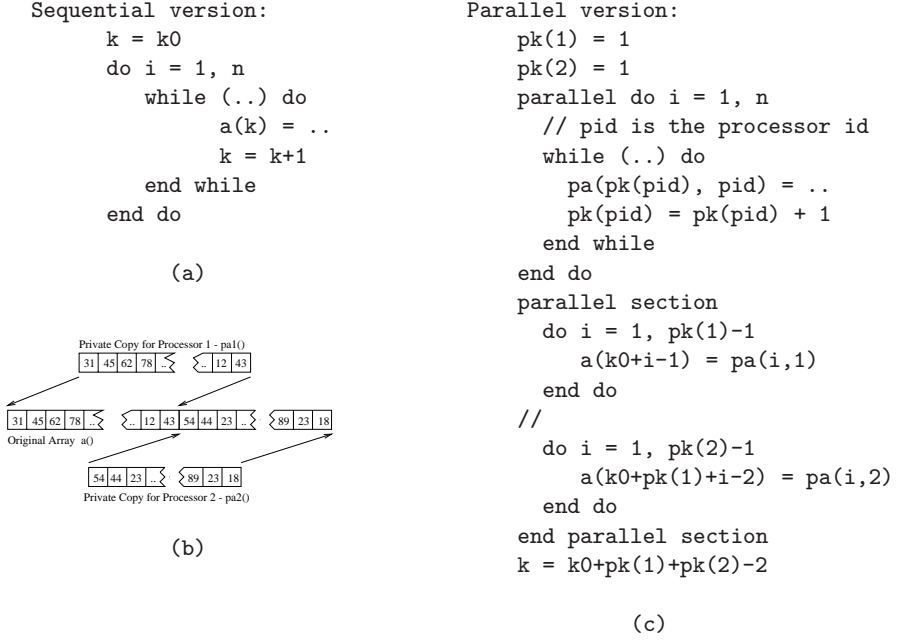 Sequential version:
k = k0
do i = 1, n
while (..) do
a(k) = ..
k = k+1
end while
end do
(a)
Private Copy for Processor 1 - pa1()
31 45 62 78 .. .. 12 43
31 45 62 78 .. .. 12 43 54 44 23 .. 89 23 18
Original Array a()
54 44 23 .. 89 23 18
Private Copy for Processor 2 - pa2()
(b)
Parallel version:
pk(1) = 1
pk(2) = 1
parallel do i = 1, n
// pid is the processor id
while (..) do
pa(pk(pid), pid) = ..
pk(pid) = pk(pid) + 1
end while
end do
parallel section
do i = 1, pk(1)-1
a(k0+i-1) = pa(i,1)
end do
//
do i = 1, pk(2)-1
a(k0+pk(1)+i-2) = pa(i,2)
end do
end parallel section
k = k0+pk(1)+pk(2)-2
(c)